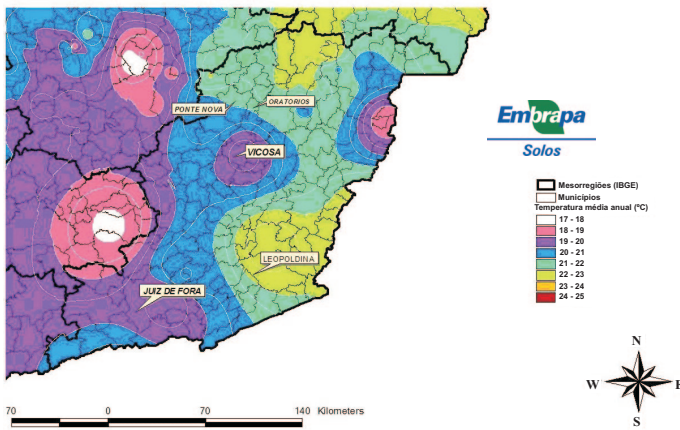 PONTE NOVA
ORATORIOS
VICOSA
LEOPOLDINA
JUIZ DE FORA
Embrapa
Solos
Mesorregiões (IBGE)
Municípios
Temperatura média anual (ºC)
17 - 18
18 - 19
19 - 20
20 - 21
21 - 22
22 - 23
23 - 24
24 - 25
N
W
E
S
70 0 70 140 Kilometers